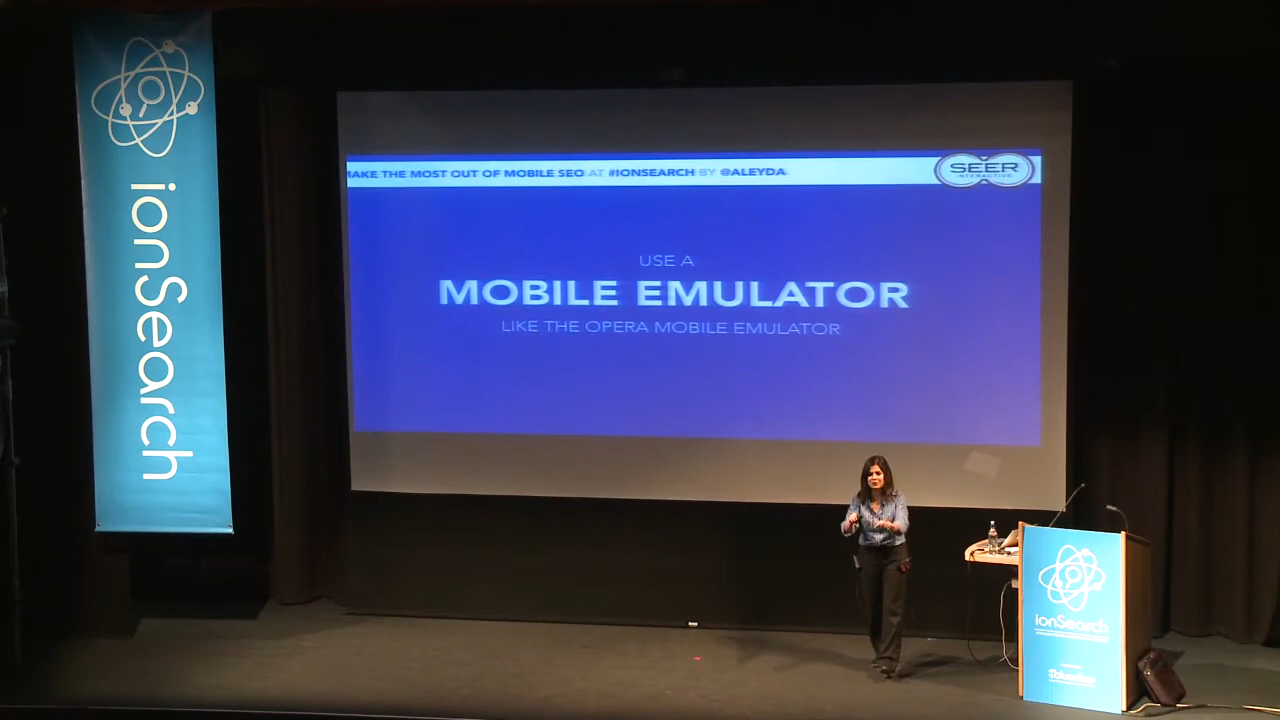 ionSearch
MAKE THE MOST OUT OF MOBILE SEO AT #IONSEARCH BY @ALEYDA
SEER
INTERACTIVE
USE A
MOBILE EMULATOR
LIKE THE OPERA MOBILE EMULATOR
ionSearch